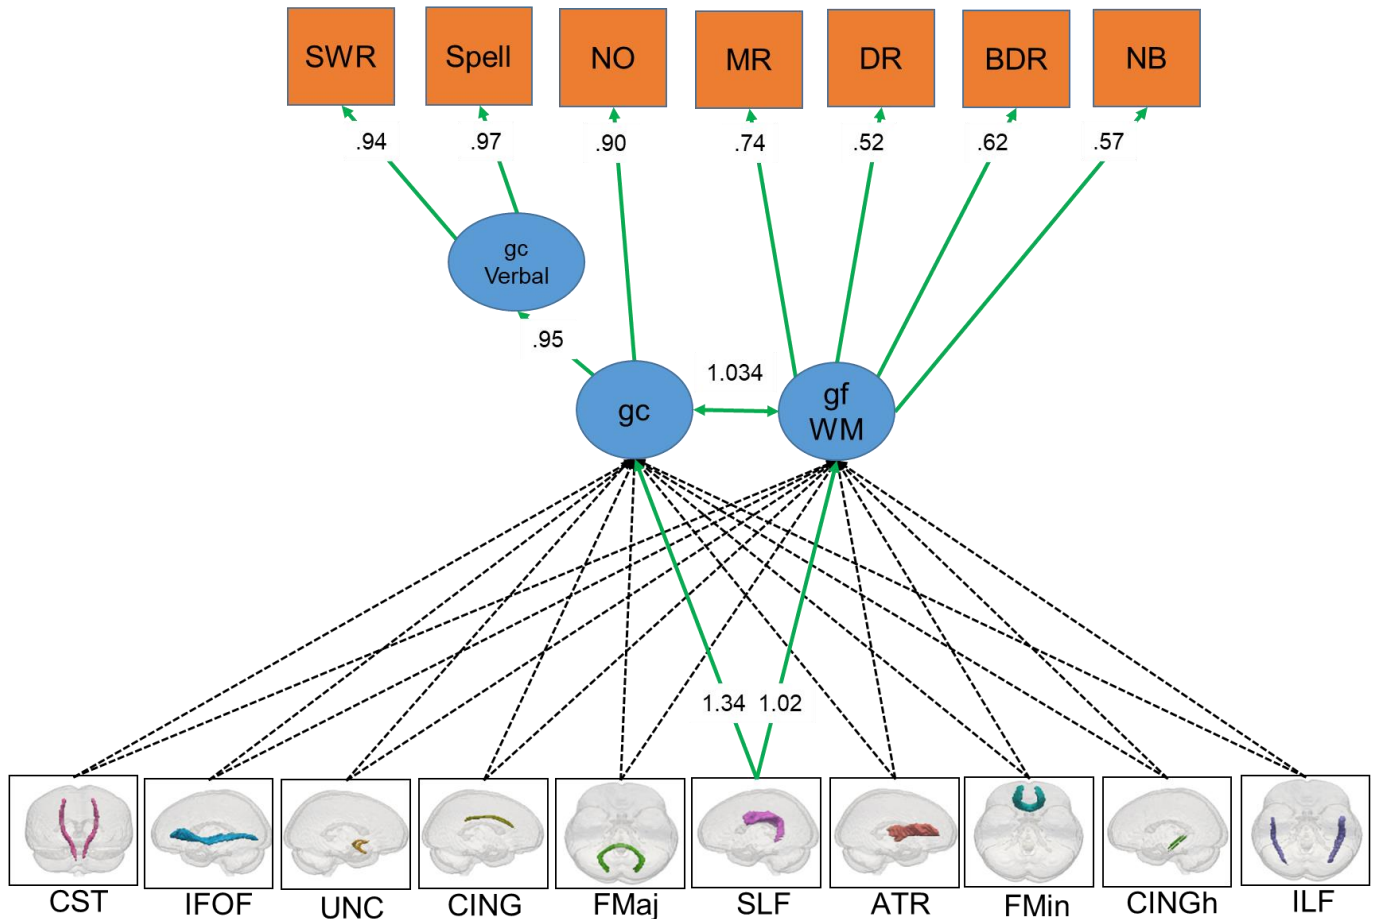 SWR
Spell
NO
MR
DR
BDR
NB
.94
.97
.90
.74
.52
.62
.57
gc
Verbal
.95
1.034
gc
gf
WM
1.34
1.02
CST
IFOF
UNC
CING
FMaj
SLF
ATR
FMin
CINGh
ILF